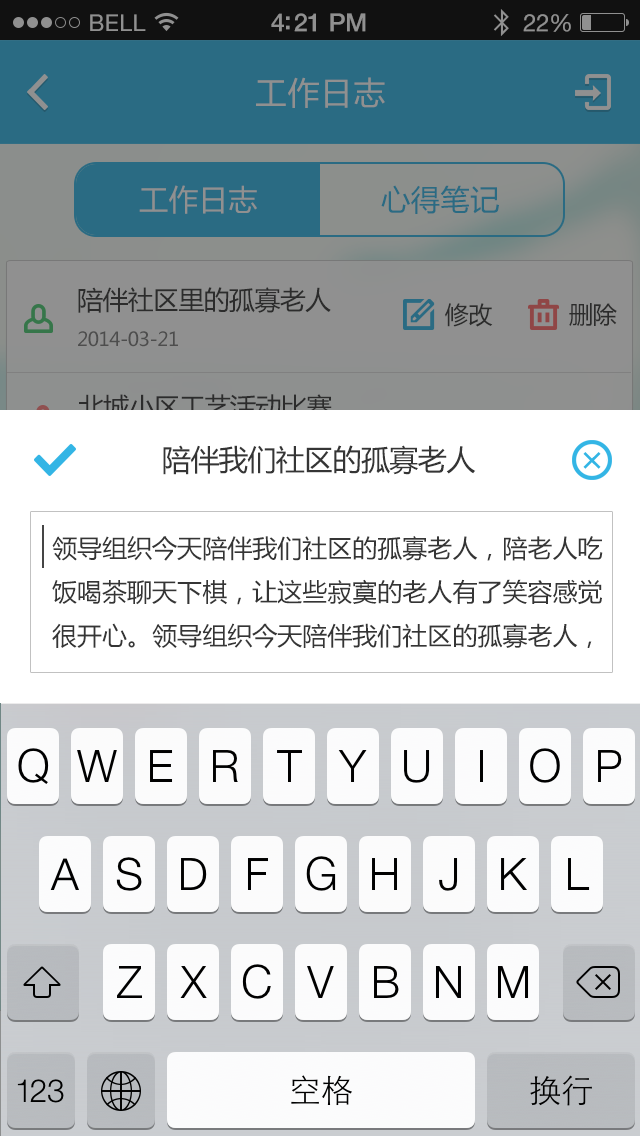 BELL 4:21 PM 22%
工作日志
工作日志 心得笔记
陪伴社区里的孤寡老人
2014-03-21
修改 删除
北城小区工艺活动比赛
陪伴我们社区的孤寡老人
领导组织今天陪伴我们社区的孤寡老人，陪老人吃
饭喝茶聊天下棋，让这些寂寞的老人有了笑容感觉
很开心。领导组织今天陪伴我们社区的孤寡老人，
Q W E R T Y U I O P
A S D F G H J K L
Z X C V B N M
123 空格 换行